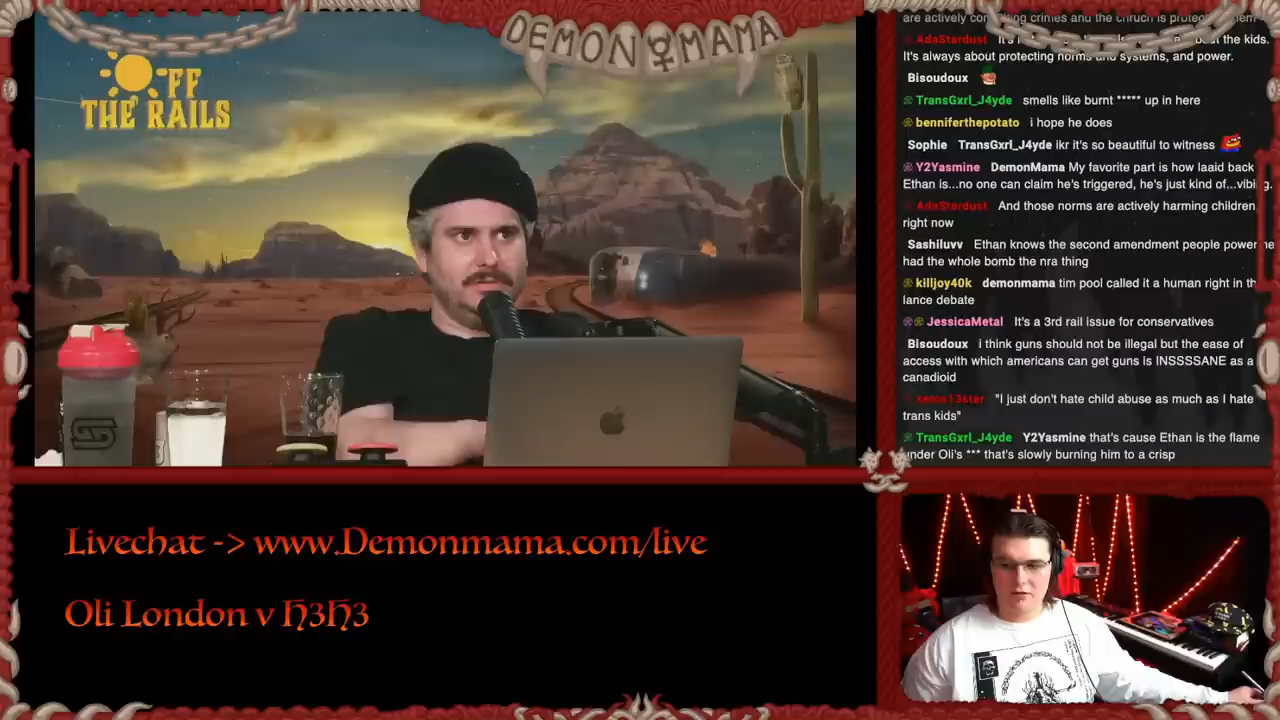 DEMON MAMA
OFF
THE RAILS
AdaStardust It's
the kids.
It's always about protecting norms and systems, and power.
Bisoudoux
TransGxrl_J4yde smells like burnt ***** up in here
benniferthepotato i hope he does
Sophie TransGxrl_J4yde ikr it's so beautiful to witness
Y2Yasmine DemonMama My favorite part is how laaid back
Ethan is...no one can claim he's triggered, he's just kind of...vibing.
AdaStardust And those norms are actively harming children
right now
Sashiluvv Ethan knows the second amendment people power he
had the whole bomb the nra thing
killjoy40k demonmama tim pool called it a human right in th
lance debate
JessicaMetal It's a 3rd rail issue for conservatives
Bisoudoux i think guns should not be illegal but the ease of
access with which americans can get guns is INSSSSANE as a
canadioid
"I just don't hate child abuse as much as I hate
trans kids"
TransGxrl_J4yde Y2Yasmine that's cause Ethan is the flame
under Oli's *** that's slowly burning him to a crisp
Livechat -> www.Demonmama.com/live
Oli London v H3H3